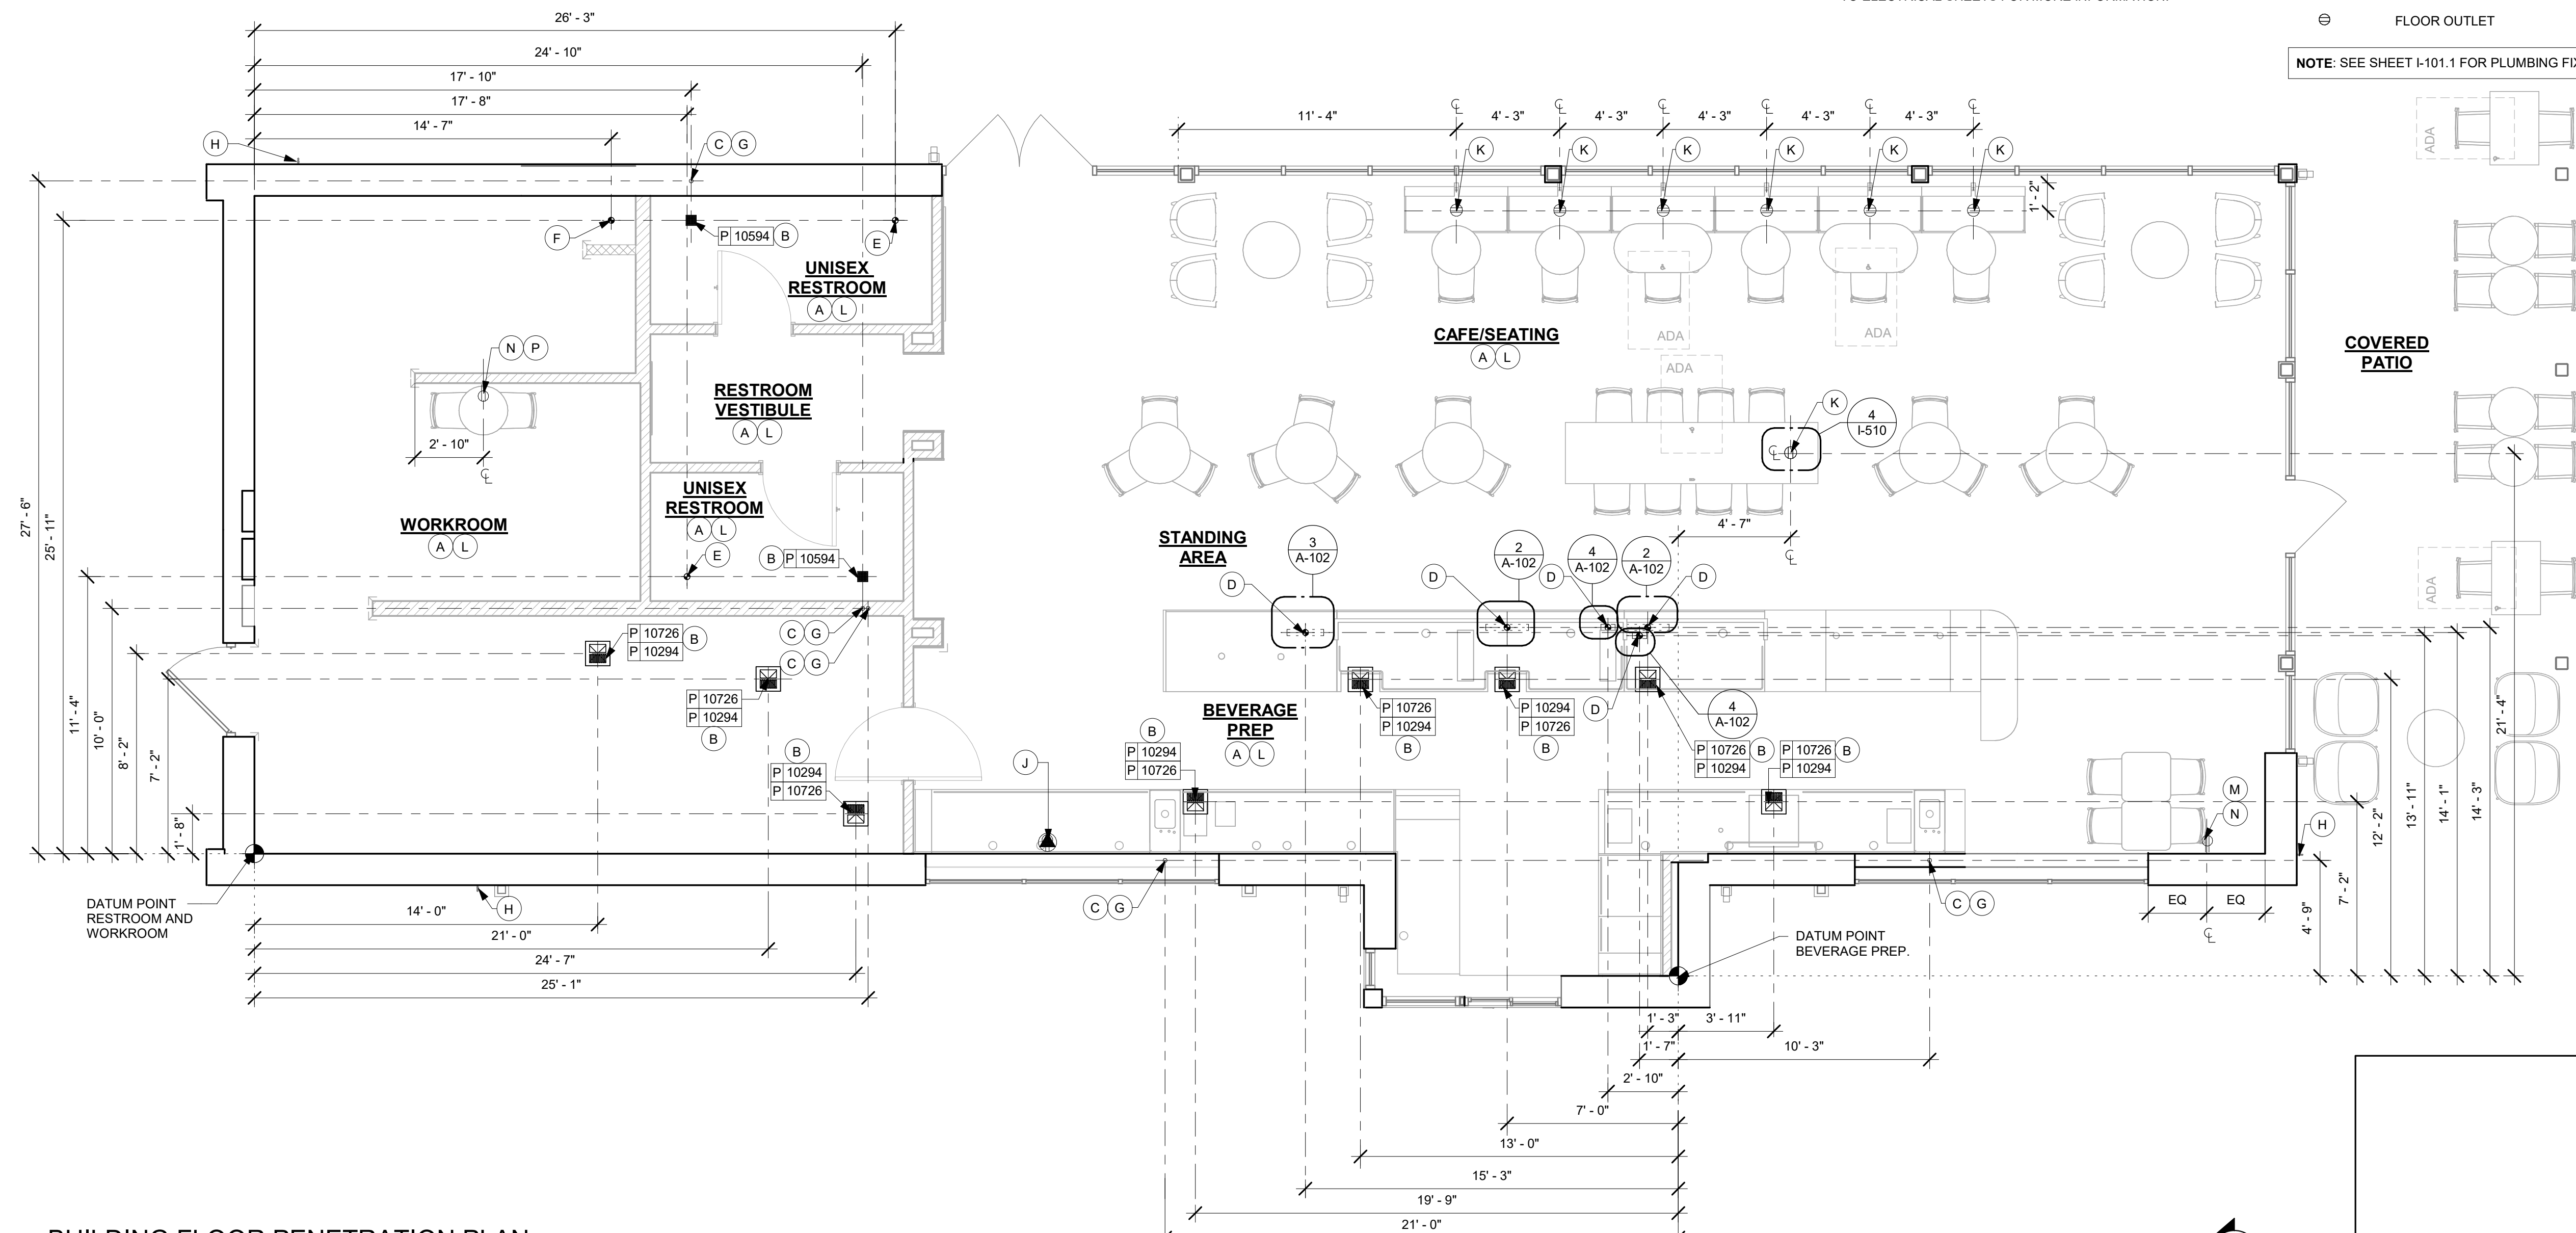 FLOOR OUTLET
NOTE: SEE SHEET I-101.1 FOR PLUMBING
26' - 3"
24' - 10"
17' - 10"
17' - 8"
14' - 7"
11' - 4"
4' - 3"
4' - 3"
4' - 3"
4' - 3"
4' - 3"
H
C G
K
K
K
K
K
K
1' - 2"
ADA
F
P 10594 B
E
UNISEX
RESTROOM
A L
CAFE/SEATING
A L
ADA
ADA
ADA
COVERED
PATIO
N P
RESTROOM
VESTIBULE
A L
2' - 10"
K
4
I-510
27' - 6"
25' - 11"
WORKROOM
A L
UNISEX
RESTROOM
A L
E
B P 10594
STANDING
AREA
4' - 7"
3
A-102
2
A-102
4
A-102
2
A-102
D
D
D
D
ADA
C G
C G
P 10726 B
P 10294
P 10726
P 10294
B
B
P 10294
P 10726
BEVERAGE
PREP
A L
B
P 10294
P 10726
P 10726
P 10294
B
P 10294
P 10726
B
D
4
A-102
P 10726 B
P 10294
P 10726 B
P 10294
J
M
N
H
11' - 4"
10' - 0"
8' - 2"
7' - 2"
1' - 8"
21' - 4"
14' - 3"
14' - 1"
13' - 11"
12' - 2"
7' - 2"
4' - 9"
DATUM POINT
RESTROOM AND
WORKROOM
H
C G
C G
EQ EQ
14' - 0"
21' - 0"
24' - 7"
25' - 1"
DATUM POINT
BEVERAGE PREP.
1' - 3"
3' - 11"
1' - 7"
10' - 3"
2' - 10"
7' - 0"
13' - 0"
15' - 3"
19' - 9"
21' - 0"
BUILDING FLOOR PENETRATION PLAN